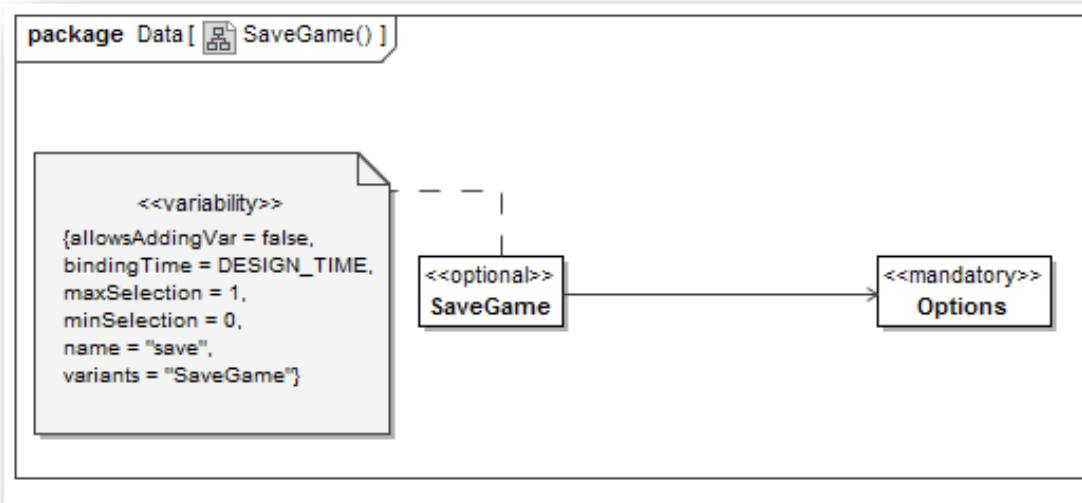 package Data [ SaveGame() ]
<<variability>>
{allowsAddingVar = false,
bindingTime = DESIGN_TIME,
maxSelection = 1,
minSelection = 0,
name = "save",
variants = "SaveGame"}
<<optional>>
SaveGame
<<mandatory>>
Options